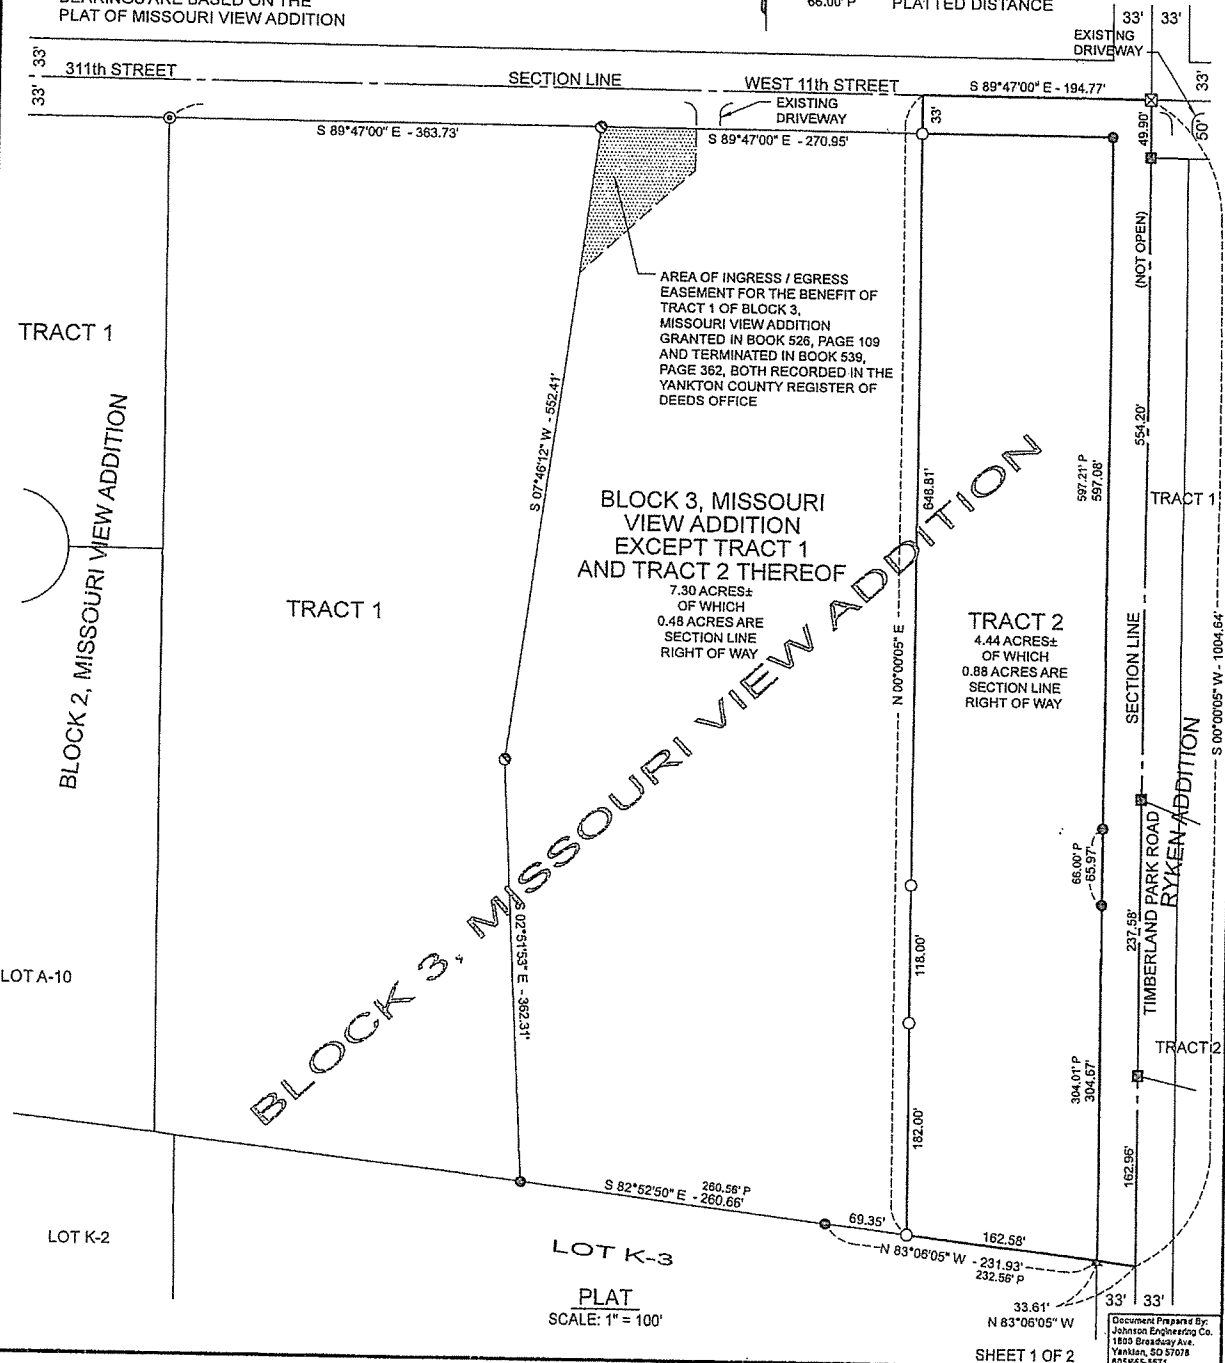 BEARINGS ARE BASED ON THE
PLAT OF MISSOURI VIEW ADDITION
66.00' P
PLATTED DISTANCE
33'
33'
EXISTING
DRIVEWAY
33'
33'
311th STREET
SECTION LINE
WEST 11th STREET
S 89°47'00" E - 194.77'
33'
EXISTING
DRIVEWAY
33'
49.90'
50'
S 89°47'00" E - 363.73'
S 89°47'00" E - 270.95'
(NOT OPEN)
AREA OF INGRESS / EGRESS
EASEMENT FOR THE BENEFIT OF
TRACT 1 OF BLOCK 3,
MISSOURI VIEW ADDITION
GRANTED IN BOOK 526, PAGE 109
AND TERMINATED IN BOOK 539,
PAGE 362, BOTH RECORDED IN THE
YANKTON COUNTY REGISTER OF
DEEDS OFFICE
TRACT 1
BLOCK 2, MISSOURI VIEW ADDITION
S 07°46'12" W - 552.41'
554.20'
648.81'
597.21' P
597.08'
TRACT 1
BLOCK 3, MISSOURI
VIEW ADDITION
EXCEPT TRACT 1
AND TRACT 2 THEREOF
7.30 ACRES±
OF WHICH
0.48 ACRES ARE
SECTION LINE
RIGHT OF WAY
TRACT 1
TRACT 2
4.44 ACRES±
OF WHICH
0.88 ACRES ARE
SECTION LINE
RIGHT OF WAY
N 00°00'05" E
SECTION LINE
S 00°00'05" W - 1004.64'
BLOCK 3, MISSOURI VIEW ADDITION
RYKEN ADDITION
TIMBERLAND PARK ROAD
66.00' P
65.97'
237.58'
S 02°51'53" E - 362.31'
118.00'
LOT A-10
TRACT 2
304.01' P
304.67'
182.00'
162.96'
260.56' P
S 82°52'50" E - 260.66'
69.35'
162.58'
LOT K-2
LOT K-3
N 83°06'05" W - 231.93'
232.56' P
PLAT
SCALE: 1" = 100'
33.61'
N 83°06'05" W
33'
33'
SHEET 1 OF 2
Document Prepared By:
Johnson Engineering Co.
1800 Broadway Ave.
Yankton, SD 57078